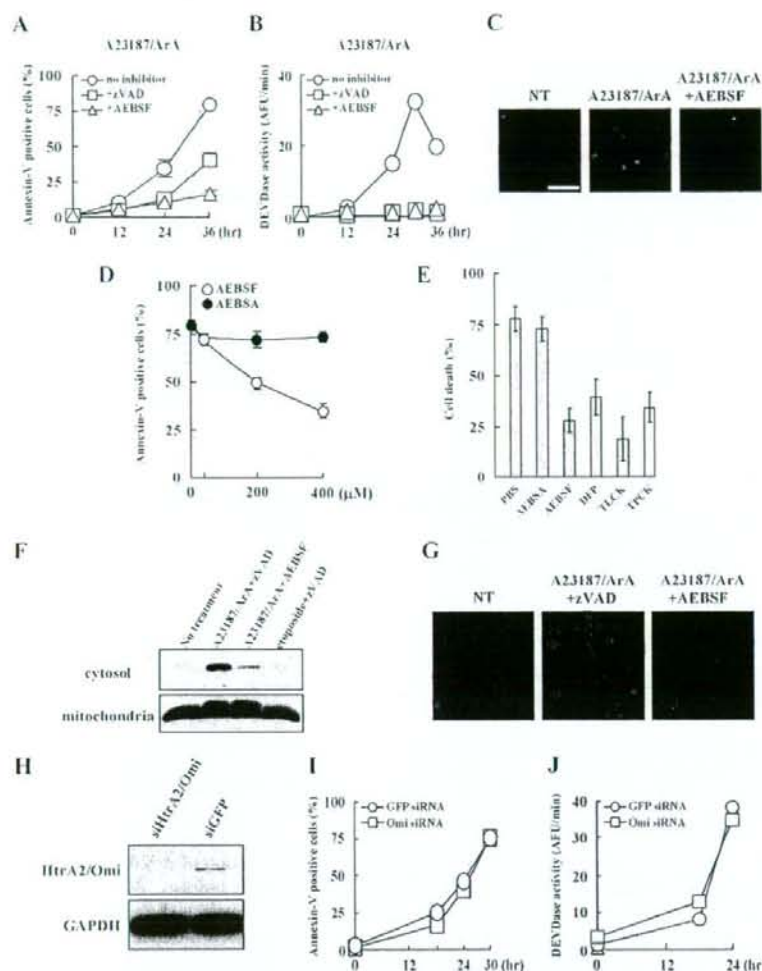 A
A23187/ArA
no inhibitor
+zVAD
+AEBSF
Annexin-V positive cells (%)
100
75
50
25
0
0 12 24 36 (hr)
B
A23187/ArA
no inhibitor
+zVAD
+AEBSF
DEVDase activity (AFU/min)
40
20
0
0 12 24 36 (hr)
C
NT
A23187/ArA
A23187/ArA
+AEBSF
D
AEBSF
AEBSA
Annexin-V positive cells (%)
100
75
50
25
0
0 200 400 (μM)
E
Cell death (%)
100
75
50
25
0
PBS
AEBSA
AEBSF
DFP
TLCK
TPCK
F
No treatment
A23187/ArA+zVAD
A23187/ArA+AEBSF
etoposide+zVAD
cytosol
mitochondria
G
NT
A23187/ArA
+zVAD
A23187/ArA
+AEBSF
H
siHtrA2/Omi
siGFP
HtrA2/Omi
GAPDH
I
GFP siRNA
Omi siRNA
Annexin-V positive cells (%)
100
75
50
25
0
0 12 24 30 (hr)
J
GFP siRNA
Omi siRNA
DEVDase activity (AFU/min)
40
30
20
10
0
0 12 24 (hr)